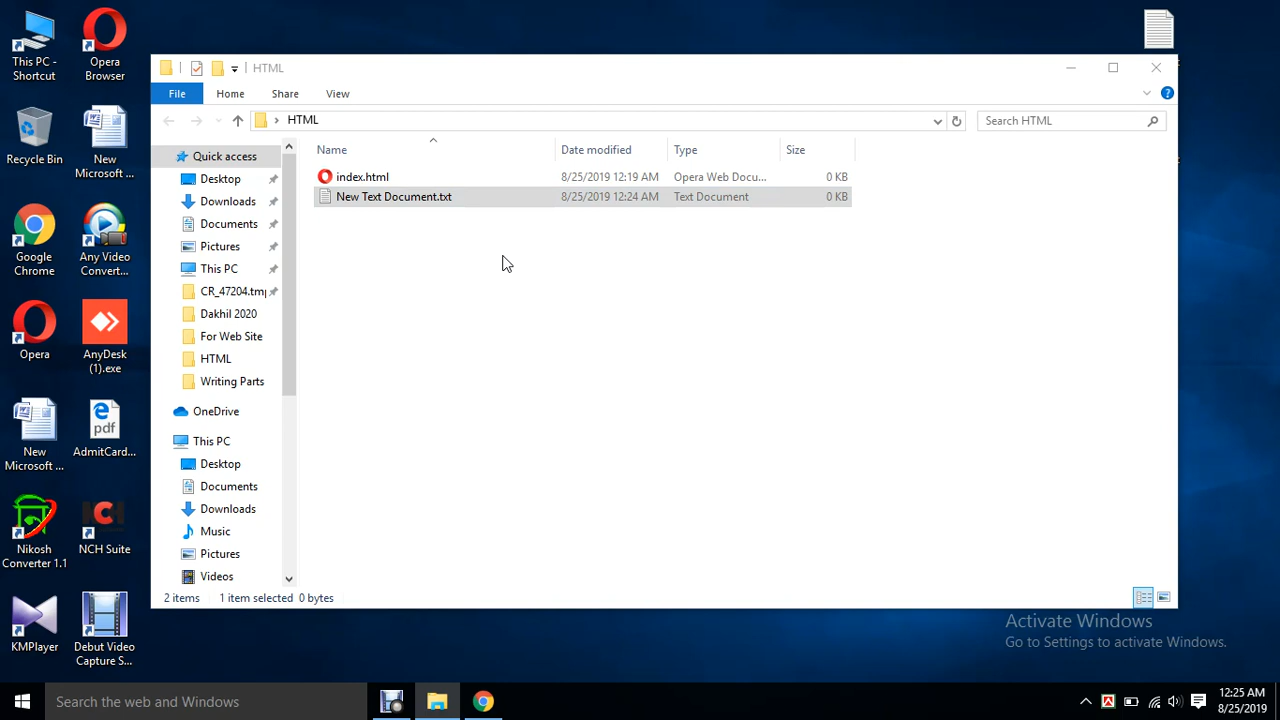 This PC -
Shortcut
Opera
Browser
Recycle Bin
New
Microsoft ...
Google
Chrome
Any Video
Convert...
Opera
AnyDesk
(1).exe
New
Microsoft ...
pdf
AdmitCard...
Nikosh
Converter 1.1
NCH
NCH Suite
KMPlayer
Debut Video
Capture S...
HTML
File
Home
Share
View
HTML
Search HTML
Name
Date modified
Type
Size
index.html
8/25/2019 12:19 AM
Opera Web Docu...
0 KB
New Text Document.txt
8/25/2019 12:24 AM
Text Document
0 KB
Quick access
Desktop
Downloads
Documents
Pictures
This PC
CR_47204.tmp
Dakhil 2020
For Web Site
HTML
Writing Parts
OneDrive
This PC
Desktop
Documents
Downloads
Music
Pictures
Videos
2 items
1 item selected 0 bytes
Activate Windows
Go to Settings to activate Windows.
Search the web and Windows
12:25 AM
8/25/2019